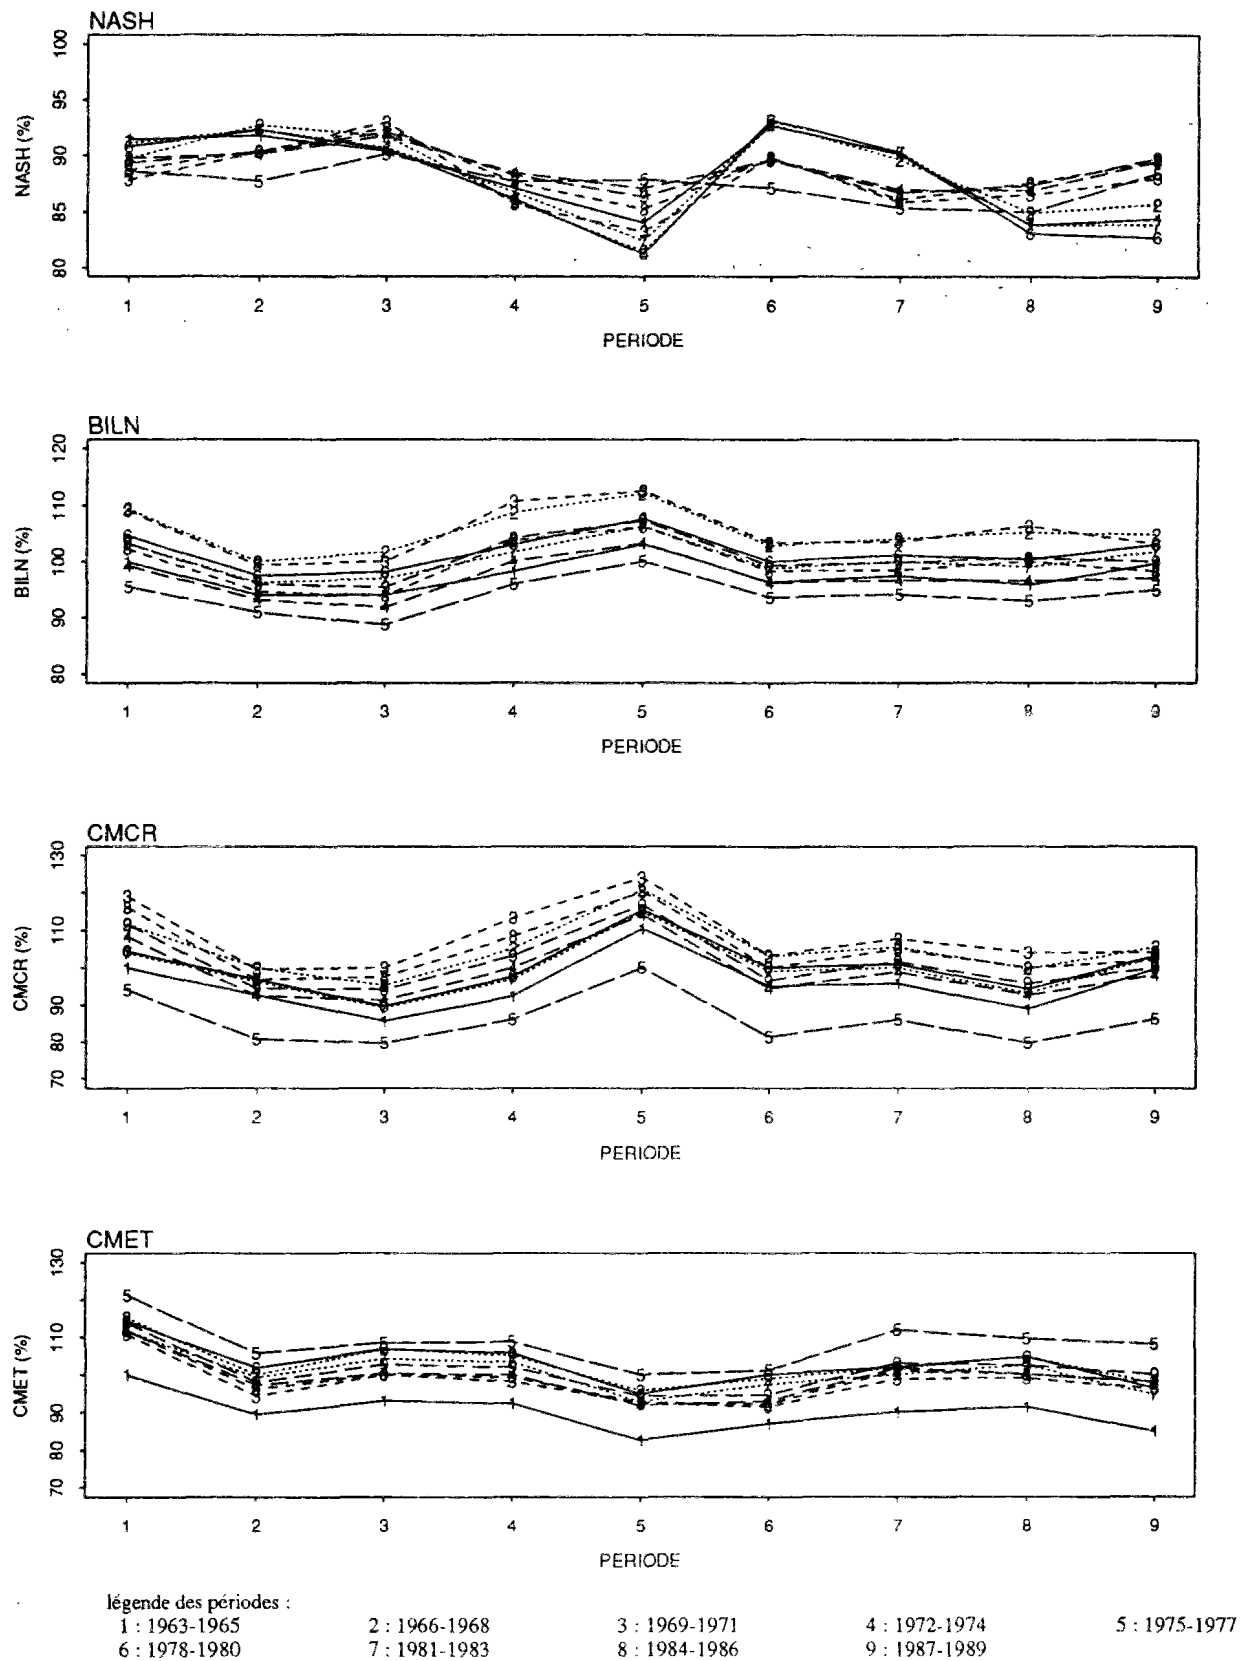 NASH
NASH (%)
100
95
90
85
80
1 2 3 4 5 6 7 8 9
PERIODE
BILN
BILN (%)
120
110
100
90
80
1 2 3 4 5 6 7 8 9
PERIODE
CMCR
CMCR (%)
130
110
90
80
70
1 2 3 4 5 6 7 8 9
PERIODE
CMET
CMET (%)
130
110
90
80
70
1 2 3 4 5 6 7 8 9
PERIODE
légende des périodes :
1 : 1963-1965 2 : 1966-1968 3 : 1969-1971 4 : 1972-1974 5 : 1975-1977
6 : 1978-1980 7 : 1981-1983 8 : 1984-1986 9 : 1987-1989